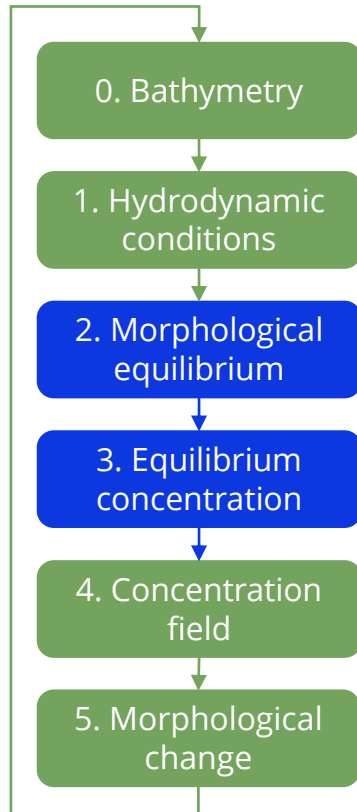 0. Bathymetry
1. Hydrodynamic
conditions
2. Morphological
equilibrium
3. Equilibrium
concentration
4. Concentration
field
5. Morphological
change